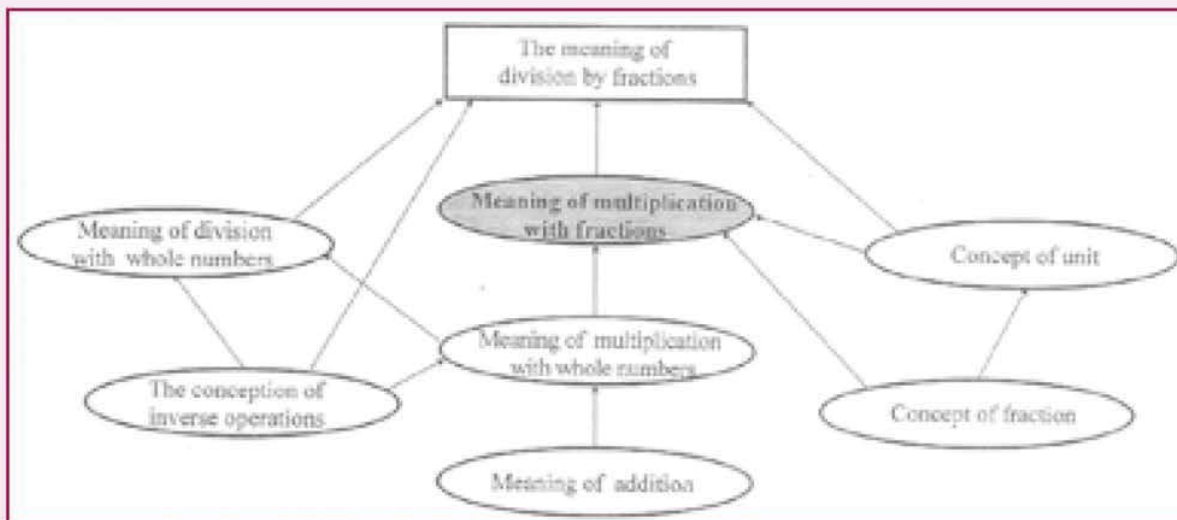 The meaning of
division by fractions
Meaning of multiplication
with fractions
Meaning of division
with whole numbers
Concept of unit
Meaning of multiplication
with whole numbers
The conception of
inverse operations
Concept of fraction
Meaning of addition